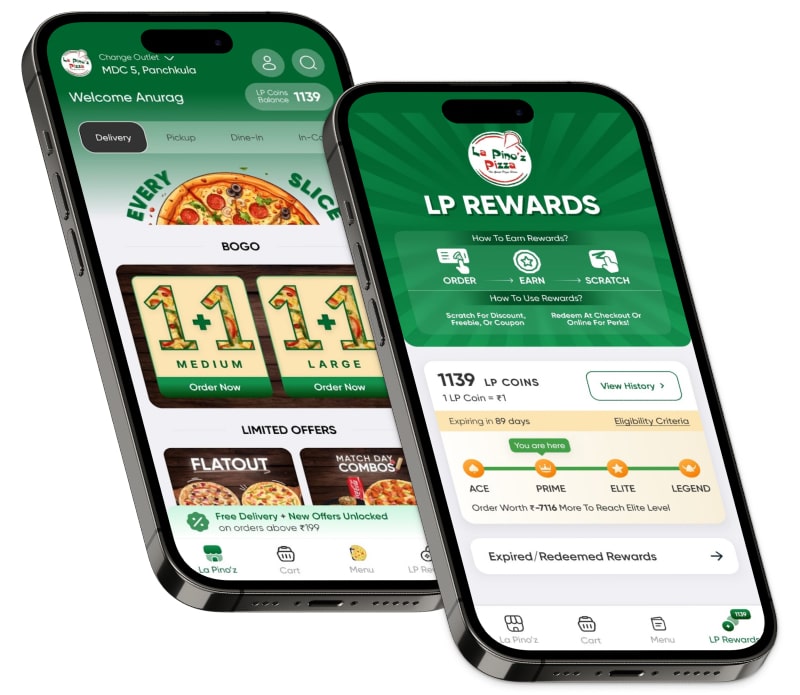 La Pino'z
Pizza
Change Outlet
MDC 5, Panchkula
Welcome Anurag
LP Coins
Balance 1139
Delivery
Pickup
Dine-In
In-Ca
EVERY
SLICE
BOGO
1+1
MEDIUM
Order Now
1+1
LARGE
Order Now
LIMITED OFFERS
FLATOUT
MATCH DAY
COMBOS
Free Delivery + New Offers Unlocked
on orders above ₹199
La Pino'z
Cart
Menu
LP Re
La Pino'z
Pizza
LP REWARDS
How To Earn Rewards?
ORDER
EARN
SCRATCH
How To Use Rewards?
Scratch For Discount,
Freebie, Or Coupon
Redeem At Checkout Or
Online For Perks!
1139 LP COINS
1 LP Coin = ₹1
View History >
Expiring in 89 days
Eligibility Criteria
You are here
ACE
PRIME
ELITE
LEGEND
Order Worth ₹~7116 More To Reach Elite Level
Expired/Redeemed Rewards
La Pino'z
Cart
Menu
1139
LP Rewards